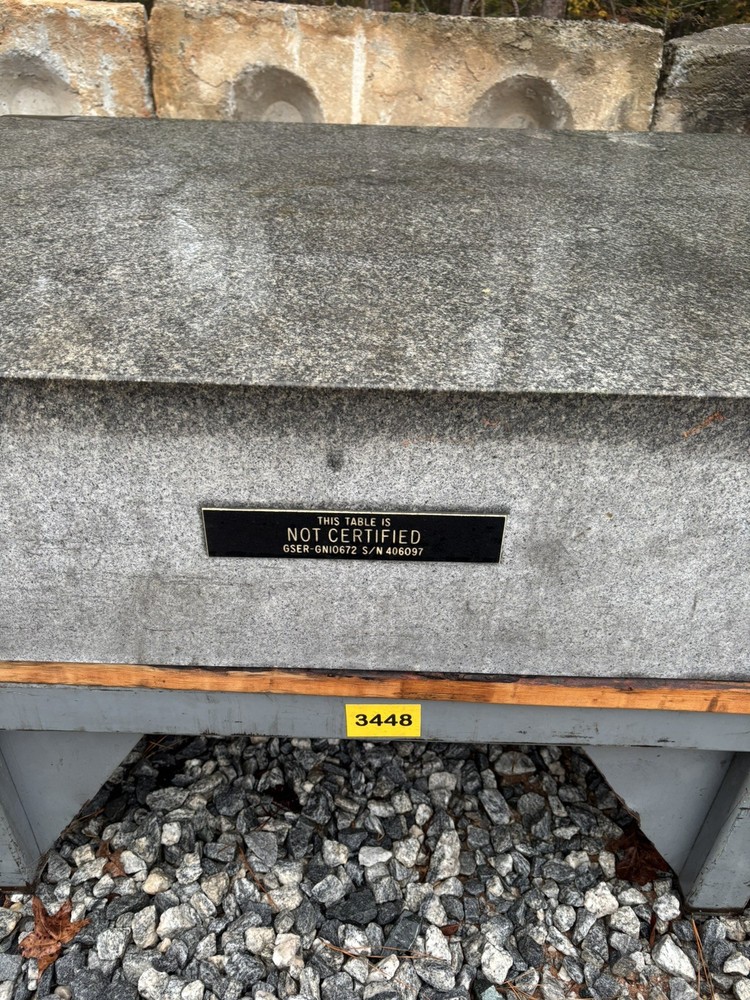 THIS TABLE IS
NOT CERTIFIED
GSER-GN10672 S/N 406097
3448